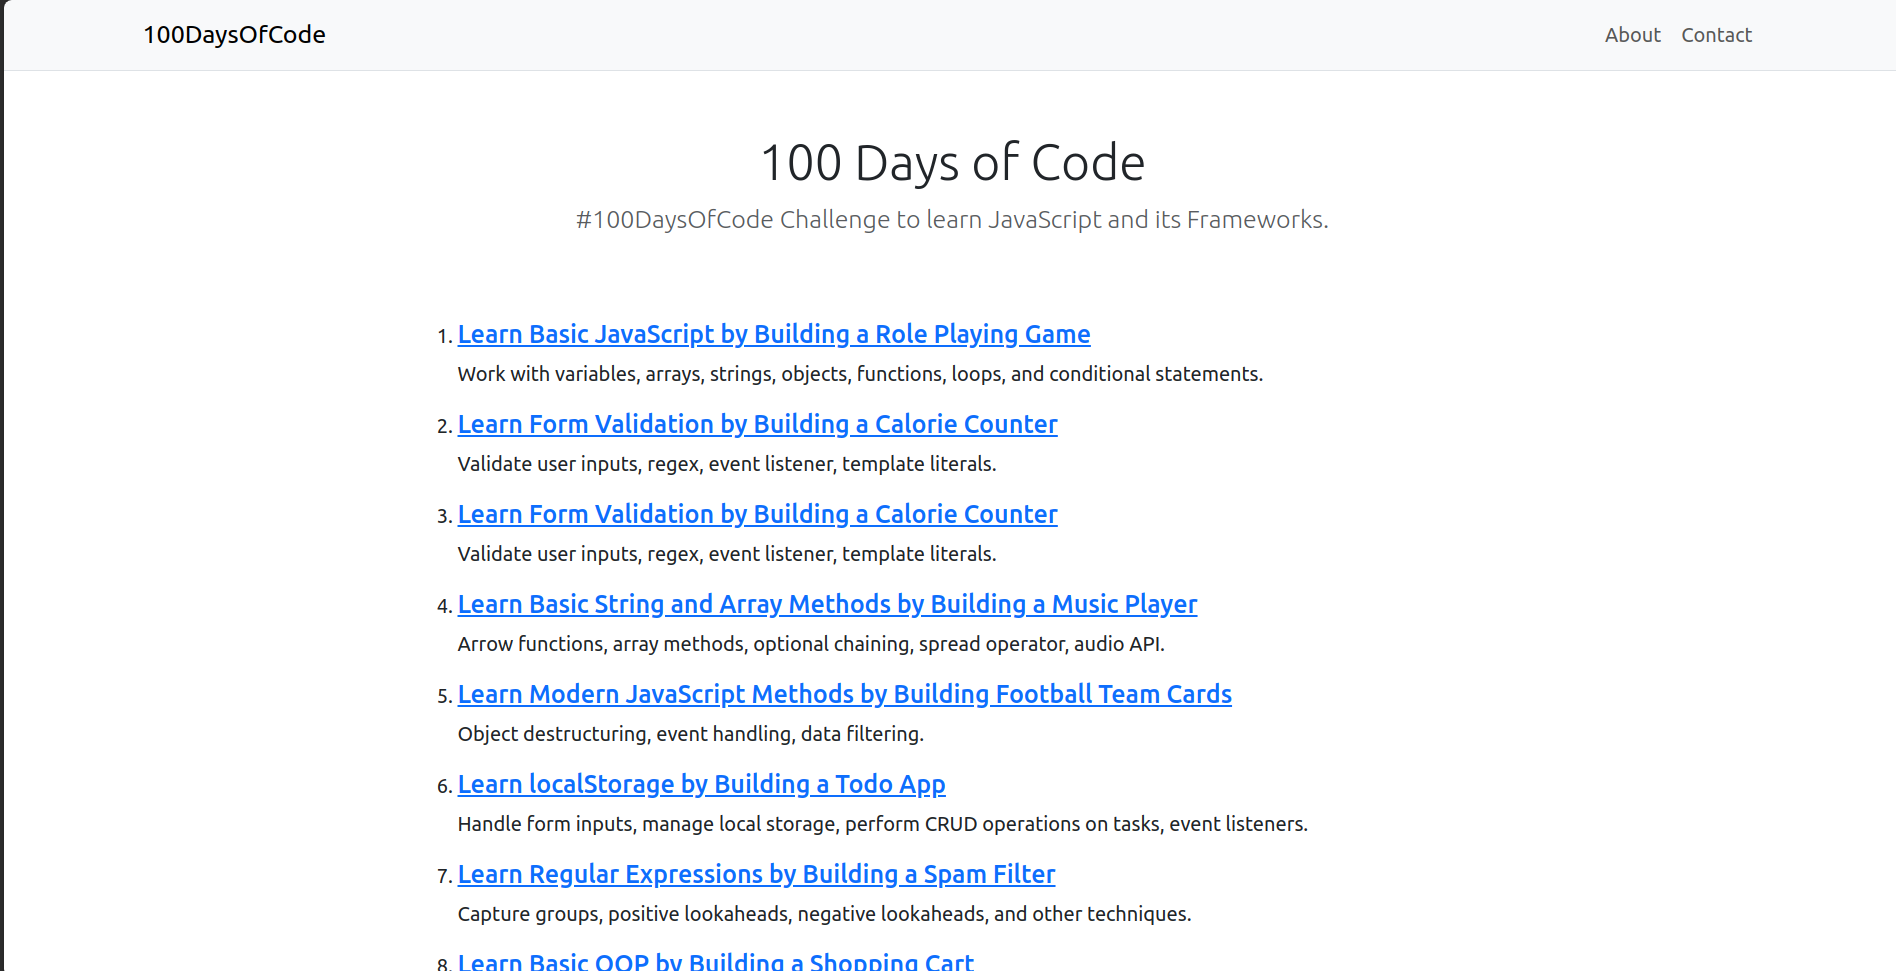 100DaysOfCode
About
Contact
100 Days of Code
#100DaysOfCode Challenge to learn JavaScript and its Frameworks.
1. Learn Basic JavaScript by Building a Role Playing Game
Work with variables, arrays, strings, objects, functions, loops, and conditional statements.
2. Learn Form Validation by Building a Calorie Counter
Validate user inputs, regex, event listener, template literals.
3. Learn Form Validation by Building a Calorie Counter
Validate user inputs, regex, event listener, template literals.
4. Learn Basic String and Array Methods by Building a Music Player
Arrow functions, array methods, optional chaining, spread operator, audio API.
5. Learn Modern JavaScript Methods by Building Football Team Cards
Object destructuring, event handling, data filtering.
6. Learn localStorage by Building a Todo App
Handle form inputs, manage local storage, perform CRUD operations on tasks, event listeners.
7. Learn Regular Expressions by Building a Spam Filter
Capture groups, positive lookaheads, negative lookaheads, and other techniques.
8. Learn Basic OOP by Building a Shopping Cart